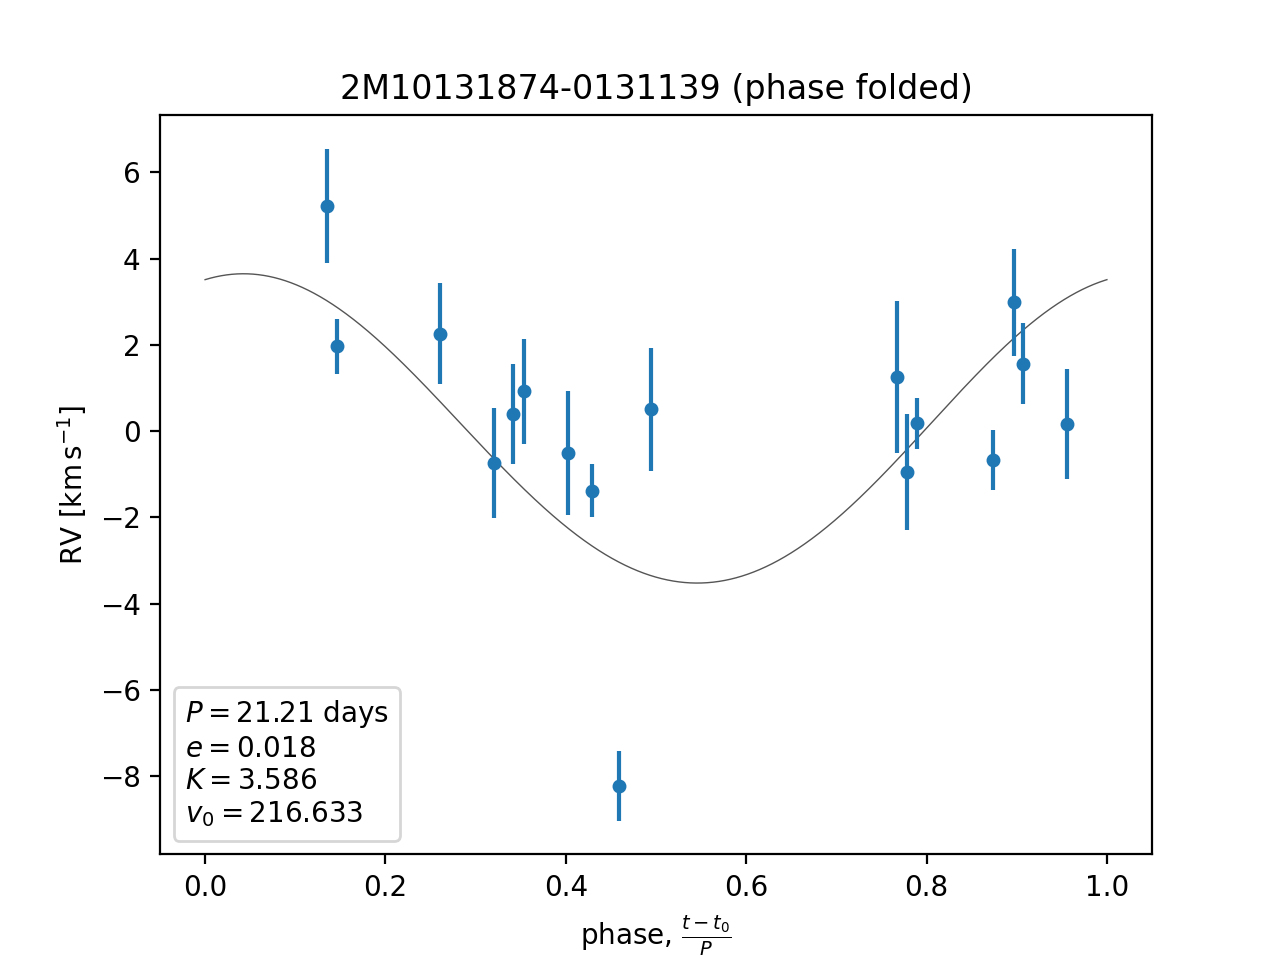 2M10131874-0131139 (phase folded)
RV [km s⁻¹]
6
4
2
0
−2
−4
−6
−8
P = 21.21 days
e = 0.018
K = 3.586
v₀ = 216.633
0.0 0.2 0.4 0.6 0.8 1.0
phase, (t − t₀)/P